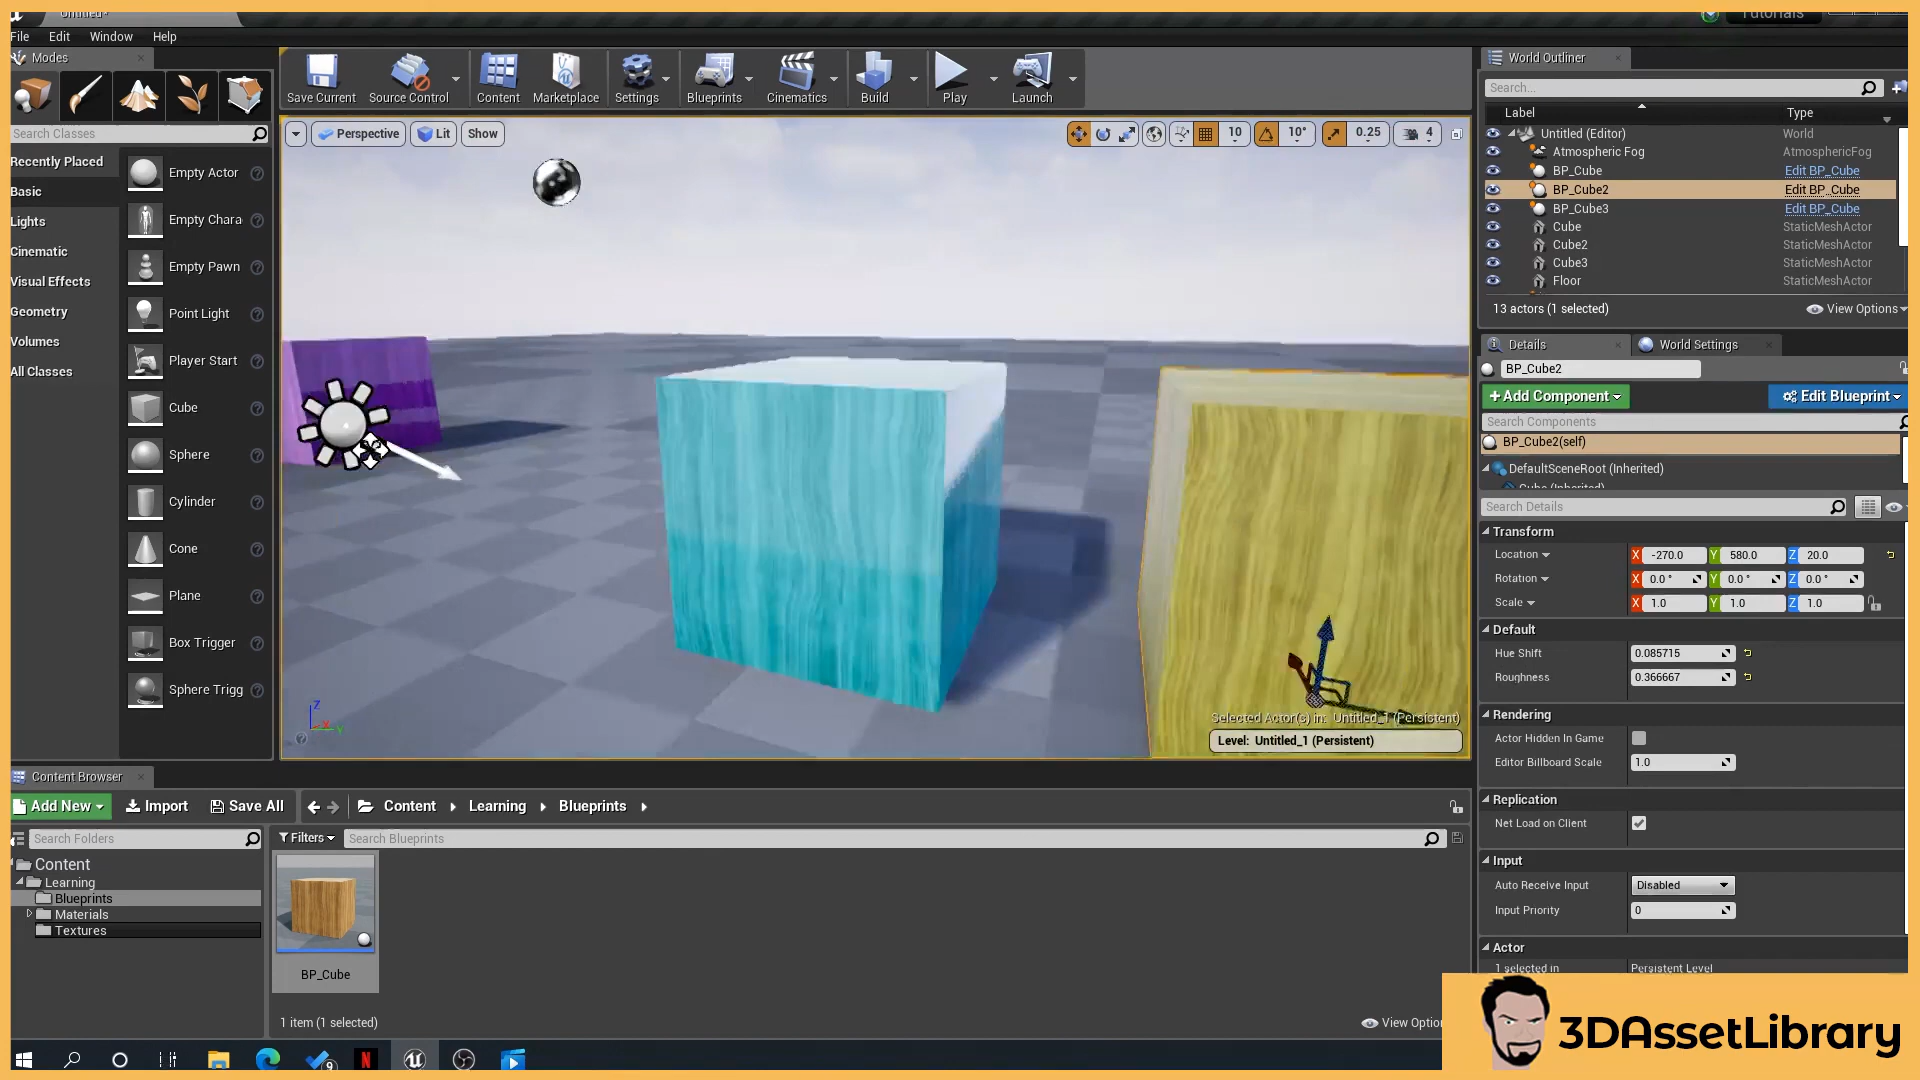 Untitled*
Tutorials
File Edit Window Help
Modes
World Outliner
Save Current Source Control Content Marketplace Settings Blueprints Cinematics Build Play Launch
Search...
Label Type
Search Classes
Perspective Lit Show 10 10° 0.25 4
Untitled (Editor) World
Atmospheric Fog AtmosphericFog
BP_Cube Edit BP_Cube
BP_Cube2 Edit BP_Cube
BP_Cube3 Edit BP_Cube
Cube StaticMeshActor
Cube2 StaticMeshActor
Cube3 StaticMeshActor
Floor StaticMeshActor
13 actors (1 selected) View Options
Recently Placed
Basic
Lights
Cinematic
Visual Effects
Geometry
Volumes
All Classes
Empty Actor
Empty Chara
Empty Pawn
Point Light
Player Start
Cube
Sphere
Cylinder
Cone
Plane
Box Trigger
Sphere Trigg
Z X Y
Selected Actor(s) in: Untitled_1 (Persistent)
Level: Untitled_1 (Persistent)
Details World Settings
BP_Cube2
+Add Component Edit Blueprint
Search Components
BP_Cube2(self)
DefaultSceneRoot (Inherited)
Cube (Inherited)
Search Details
Transform
Location X -270.0 Y 580.0 Z 20.0
Rotation X 0.0 ° Y 0.0 ° Z 0.0 °
Scale X 1.0 Y 1.0 Z 1.0
Default
Hue Shift 0.085715
Roughness 0.366667
Rendering
Actor Hidden In Game
Editor Billboard Scale 1.0
Replication
Net Load on Client
Input
Auto Receive Input Disabled
Input Priority 0
Actor
1 selected in Persistent Level
Content Browser
Add New Import Save All Content Learning Blueprints
Search Folders Filters Search Blueprints
Content
Learning
Blueprints
Materials
Textures
BP_Cube
1 item (1 selected) View Optio
9
3DAssetLibrary